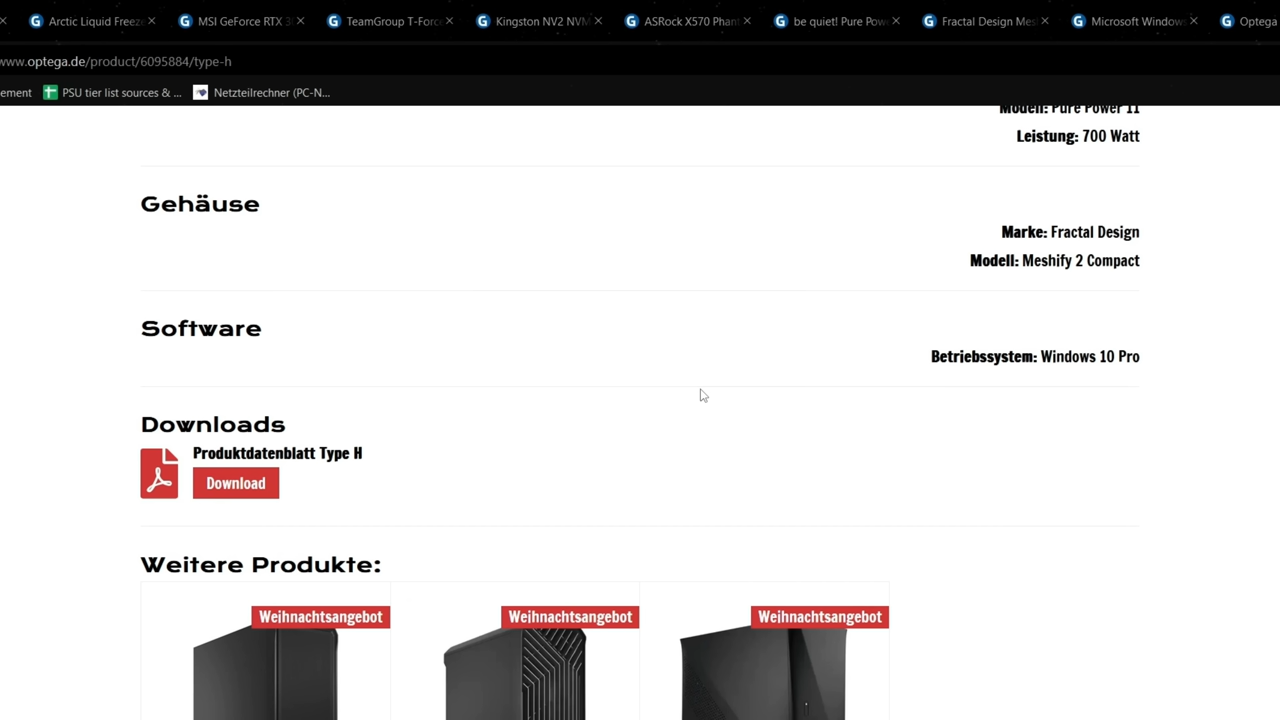 Arctic Liquid Freeze
MSI GeForce RTX 3
TeamGroup T-Forc
Kingston NV2 NVM
ASRock X570 Phant
be quiet! Pure Pow
Fractal Design Mes
Microsoft Window
Optega
www.optega.de/product/6095884/type-h
ement
PSU tier list sources & ...
Netzteilrechner (PC-N...
Modell: Pure Power 11
Leistung: 700 Watt
Gehäuse
Marke: Fractal Design
Modell: Meshify 2 Compact
Software
Betriebssystem: Windows 10 Pro
Downloads
Produktdatenblatt Type H
Download
Weitere Produkte:
Weihnachtsangebot
Weihnachtsangebot
Weihnachtsangebot